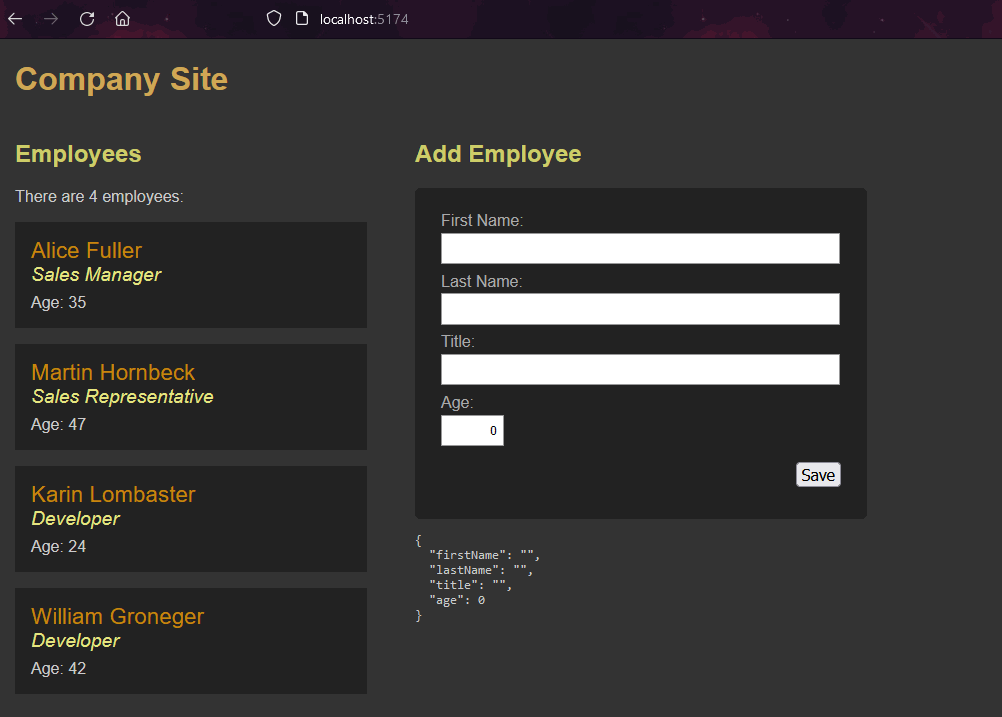 localhost:5174
Company Site
Employees
There are 4 employees:
Alice Fuller
Sales Manager
Age: 35
Martin Hornbeck
Sales Representative
Age: 47
Karin Lombaster
Developer
Age: 24
William Groneger
Developer
Age: 42
Add Employee
First Name:
Last Name:
Title:
Age:
0
Save
{
  "firstName": "",
  "lastName": "",
  "title": "",
  "age": 0
}